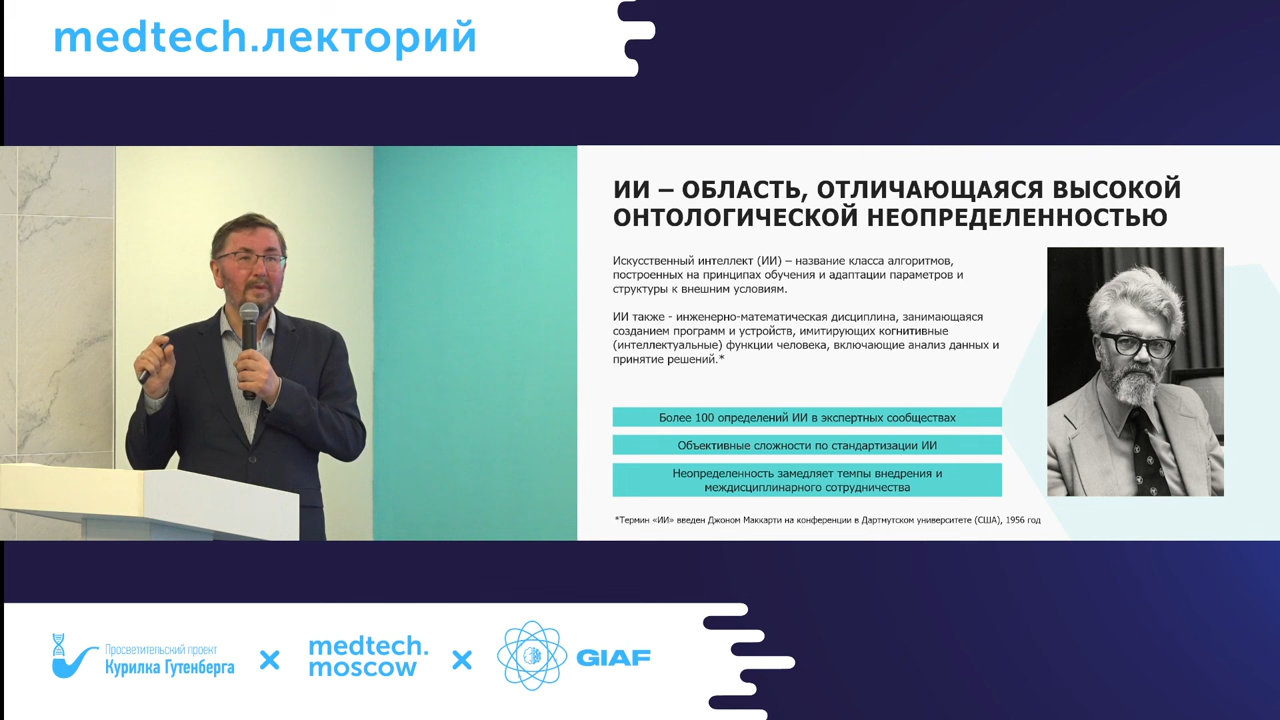 medtech.лекторий
ИИ – ОБЛАСТЬ, ОТЛИЧАЮЩАЯСЯ ВЫСОКОЙ
ОНТОЛОГИЧЕСКОЙ НЕОПРЕДЕЛЕННОСТЬЮ
Искусственный интеллект (ИИ) – название класса алгоритмов,
построенных на принципах обучения и адаптации параметров и
структуры к внешним условиям.
ИИ также - инженерно-математическая дисциплина, занимающаяся
созданием программ и устройств, имитирующих когнитивные
(интеллектуальные) функции человека, включающие анализ данных и
принятие решений.*
Более 100 определений ИИ в экспертных сообществах
Объективные сложности по стандартизации ИИ
Неопределенность замедляет темпы внедрения и
междисциплинарного сотрудничества
*Термин «ИИ» введен Джоном Маккарти на конференции в Дартмутском университете (США), 1956 год
Просветительский проект
Курилка Гутенберга
medtech.
moscow
GIAF